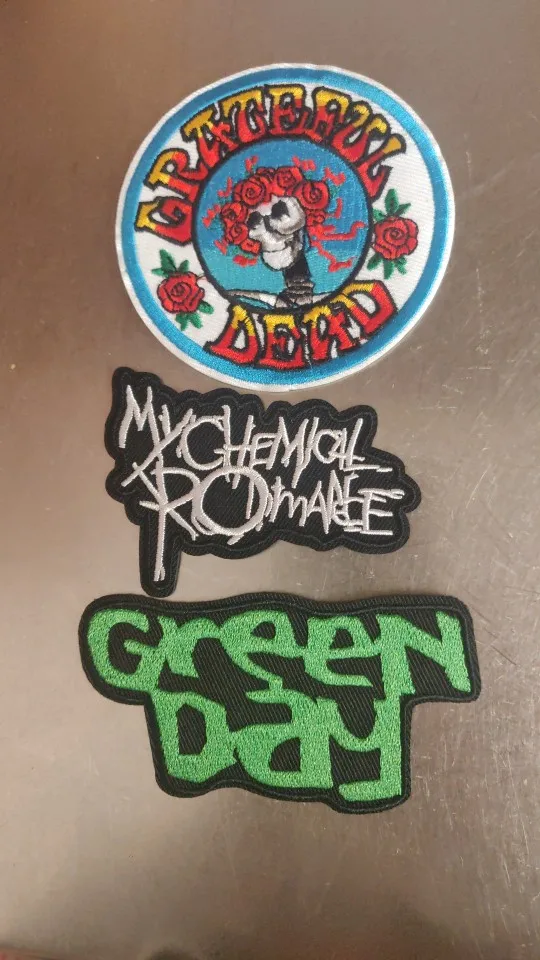 GRATEFUL
DEAD
MY CHEMICAL
ROMANCE
GREEN
DAY